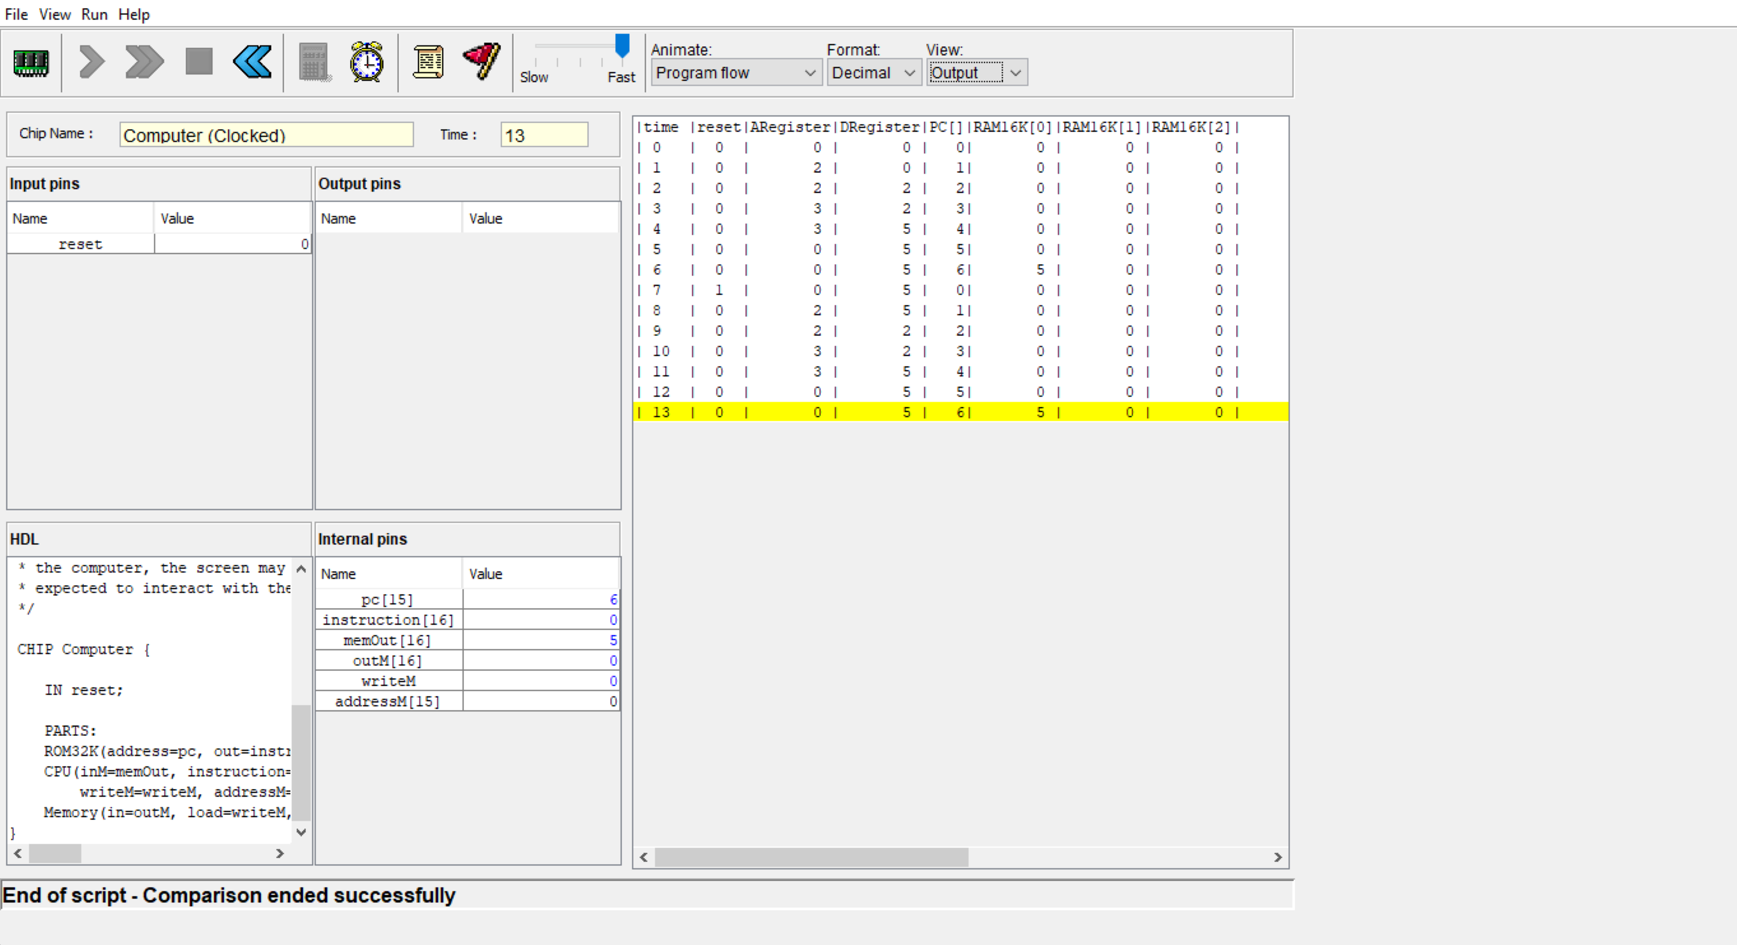 File View Run Help
Slow Fast
Animate: Format: View:
Program flow Decimal Output
Chip Name : Computer (Clocked) Time : 13
Input pins
Name Value
reset 0
Output pins
Name Value
HDL
* the computer, the screen may
* expected to interact with the
*/
CHIP Computer {
IN reset;
PARTS:
ROM32K(address=pc, out=instr
CPU(inM=memOut, instruction=
writeM=writeM, addressM=
Memory(in=outM, load=writeM,
}
Internal pins
Name Value
pc[15] 6
instruction[16] 0
memOut[16] 5
outM[16] 0
writeM 0
addressM[15] 0
|time |reset|ARegister|DRegister|PC[]|RAM16K[0]|RAM16K[1]|RAM16K[2]|
| 0 | 0 | 0 | 0 | 0| 0 | 0 | 0 |
| 1 | 0 | 2 | 0 | 1| 0 | 0 | 0 |
| 2 | 0 | 2 | 2 | 2| 0 | 0 | 0 |
| 3 | 0 | 3 | 2 | 3| 0 | 0 | 0 |
| 4 | 0 | 3 | 5 | 4| 0 | 0 | 0 |
| 5 | 0 | 0 | 5 | 5| 0 | 0 | 0 |
| 6 | 0 | 0 | 5 | 6| 5 | 0 | 0 |
| 7 | 1 | 0 | 5 | 0| 0 | 0 | 0 |
| 8 | 0 | 2 | 5 | 1| 0 | 0 | 0 |
| 9 | 0 | 2 | 2 | 2| 0 | 0 | 0 |
| 10 | 0 | 3 | 2 | 3| 0 | 0 | 0 |
| 11 | 0 | 3 | 5 | 4| 0 | 0 | 0 |
| 12 | 0 | 0 | 5 | 5| 0 | 0 | 0 |
| 13 | 0 | 0 | 5 | 6| 5 | 0 | 0 |
End of script - Comparison ended successfully